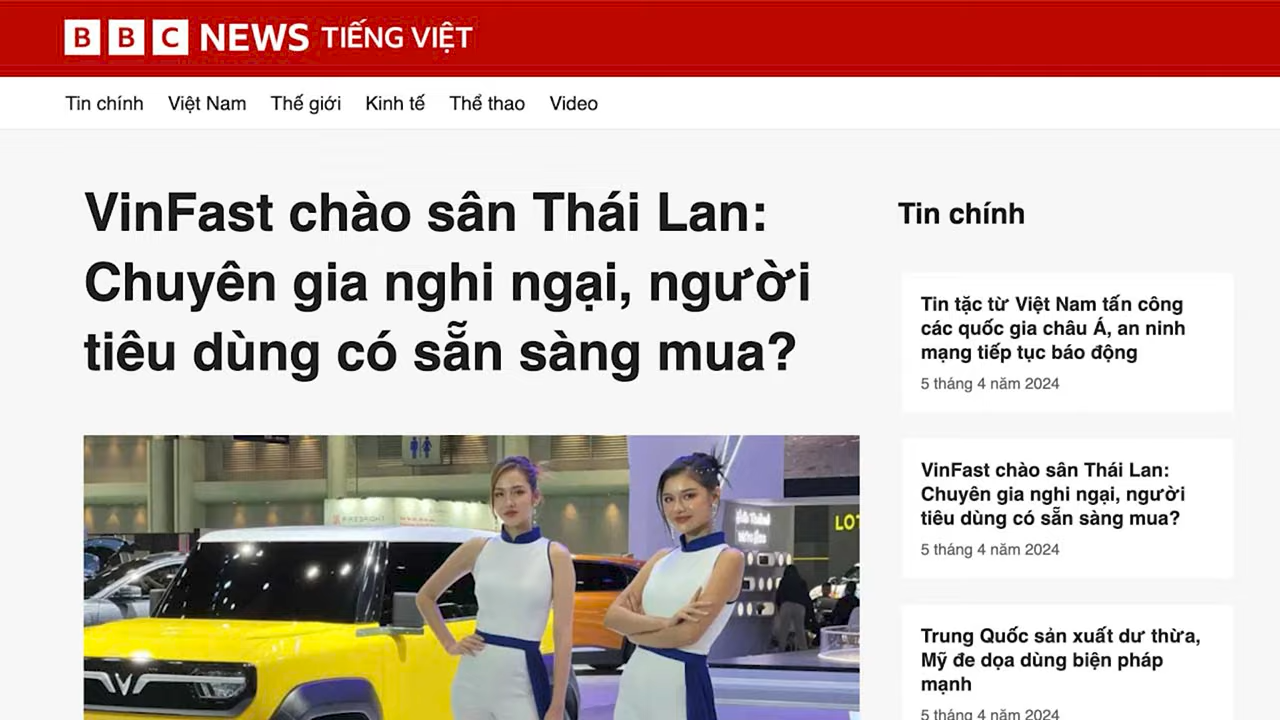 BBC NEWS TIẾNG VIỆT
Tin chính Việt Nam Thế giới Kinh tế Thể thao Video
VinFast chào sân Thái Lan:
Chuyên gia nghi ngại, người
tiêu dùng có sẵn sàng mua?
Tin chính
Tin tặc từ Việt Nam tấn công
các quốc gia châu Á, an ninh
mạng tiếp tục báo động
5 tháng 4 năm 2024
VinFast chào sân Thái Lan:
Chuyên gia nghi ngại, người
tiêu dùng có sẵn sàng mua?
5 tháng 4 năm 2024
Trung Quốc sản xuất dư thừa,
Mỹ đe dọa dùng biện pháp
mạnh
5 tháng 4 năm 2024
LOT